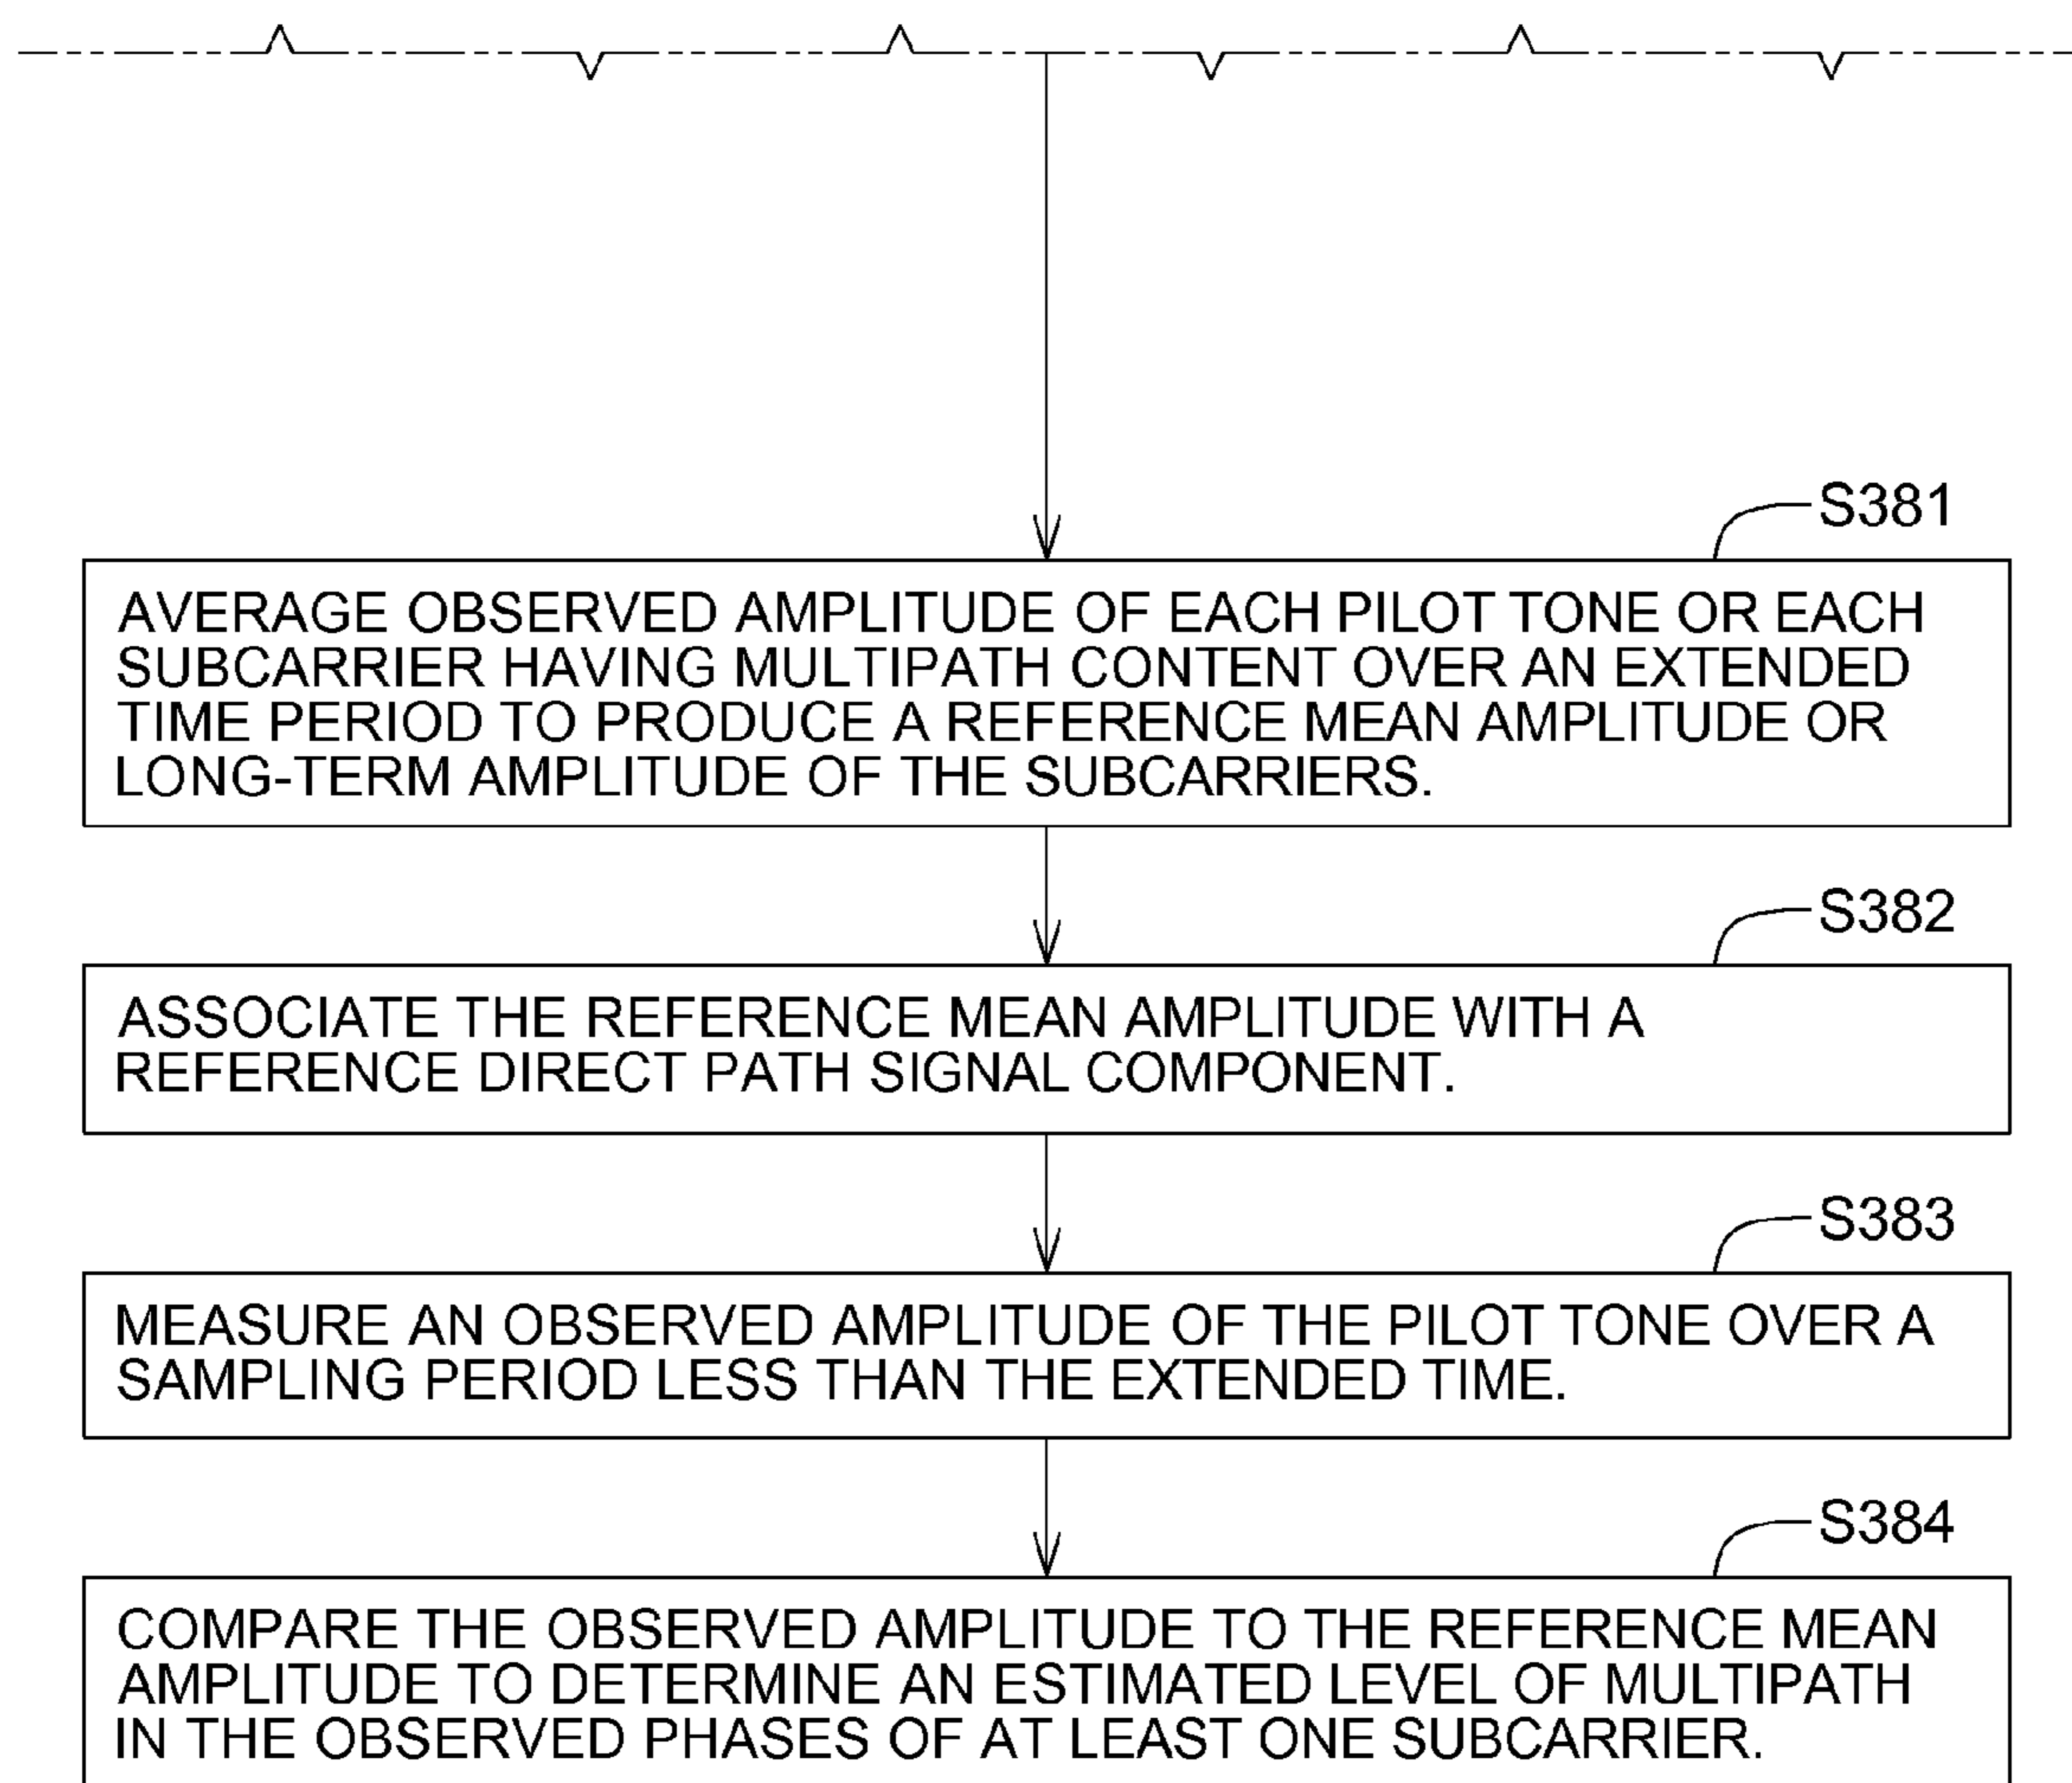 S381
AVERAGE OBSERVED AMPLITUDE OF EACH PILOT TONE OR EACH
SUBCARRIER HAVING MULTIPATH CONTENT OVER AN EXTENDED
TIME PERIOD TO PRODUCE A REFERENCE MEAN AMPLITUDE OR
LONG-TERM AMPLITUDE OF THE SUBCARRIERS.
S382
ASSOCIATE THE REFERENCE MEAN AMPLITUDE WITH A
REFERENCE DIRECT PATH SIGNAL COMPONENT.
S383
MEASURE AN OBSERVED AMPLITUDE OF THE PILOT TONE OVER A
SAMPLING PERIOD LESS THAN THE EXTENDED TIME.
S384
COMPARE THE OBSERVED AMPLITUDE TO THE REFERENCE MEAN
AMPLITUDE TO DETERMINE AN ESTIMATED LEVEL OF MULTIPATH
IN THE OBSERVED PHASES OF AT LEAST ONE SUBCARRIER.